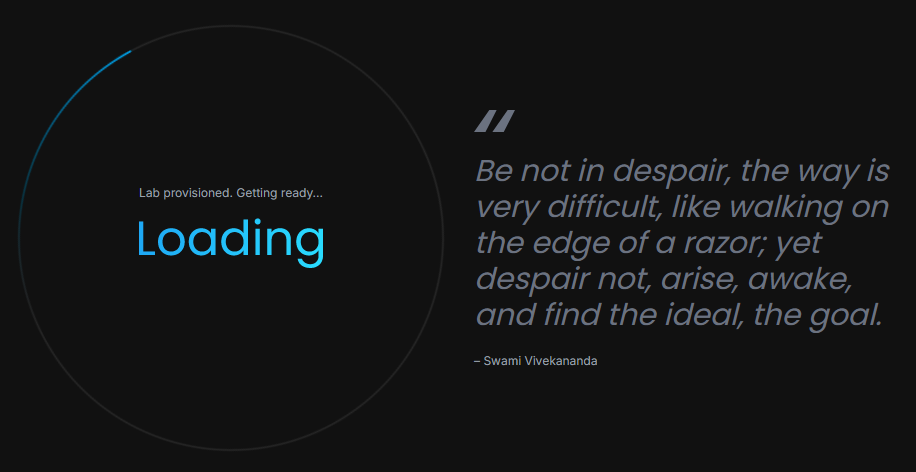 Lab provisioned. Getting ready...
Loading
Be not in despair, the way is
very difficult, like walking on
the edge of a razor; yet
despair not, arise, awake,
and find the ideal, the goal.
– Swami Vivekananda